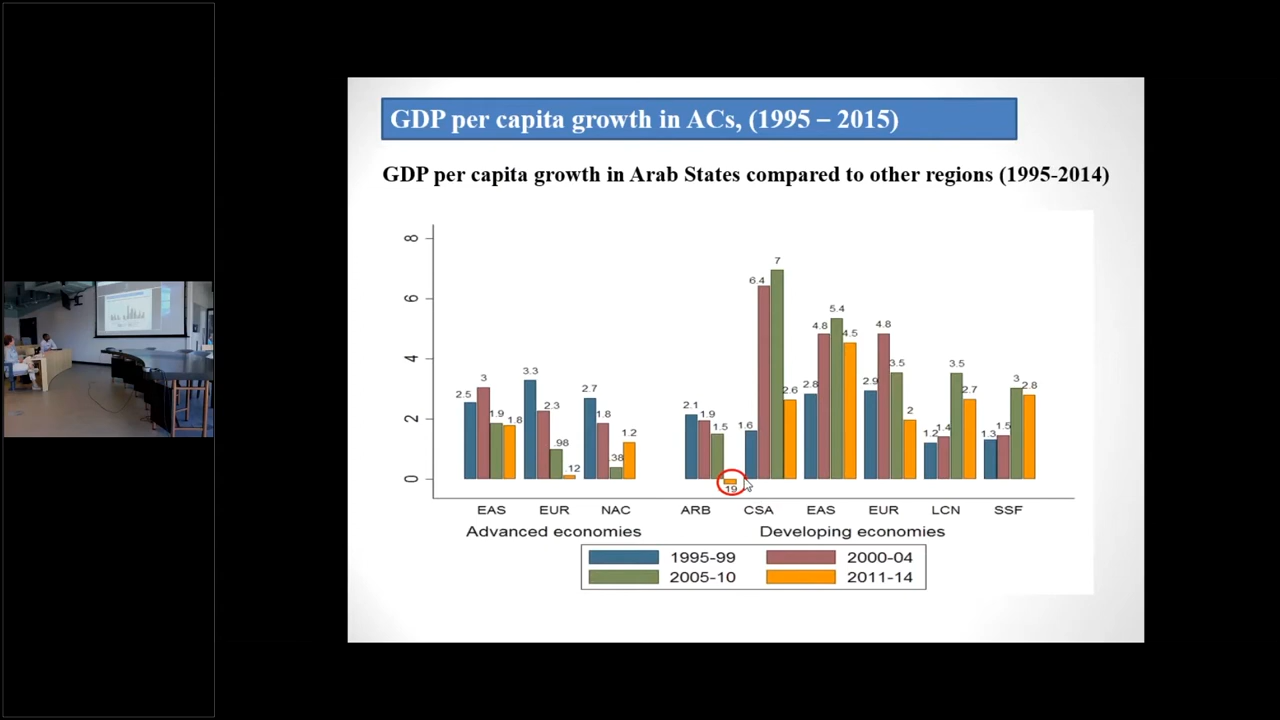 GDP per capita growth in ACs, (1995 – 2015)
GDP per capita growth in Arab States compared to other regions (1995-2014)
8
6
4
2
0
2.5 3 1.9 1.8
3.3 2.3 .98 .12
2.7 1.8 .38 1.2
2.1 1.9 1.5 .19
1.6 6.4 7 2.6
2.8 4.8 5.4 4.5
2.9 4.8 3.5 2
1.2 1.4 3.5 2.7
1.3 1.5 3 2.8
EAS EUR NAC ARB CSA EAS EUR LCN SSF
Advanced economies Developing economies
1995-99 2000-04
2005-10 2011-14